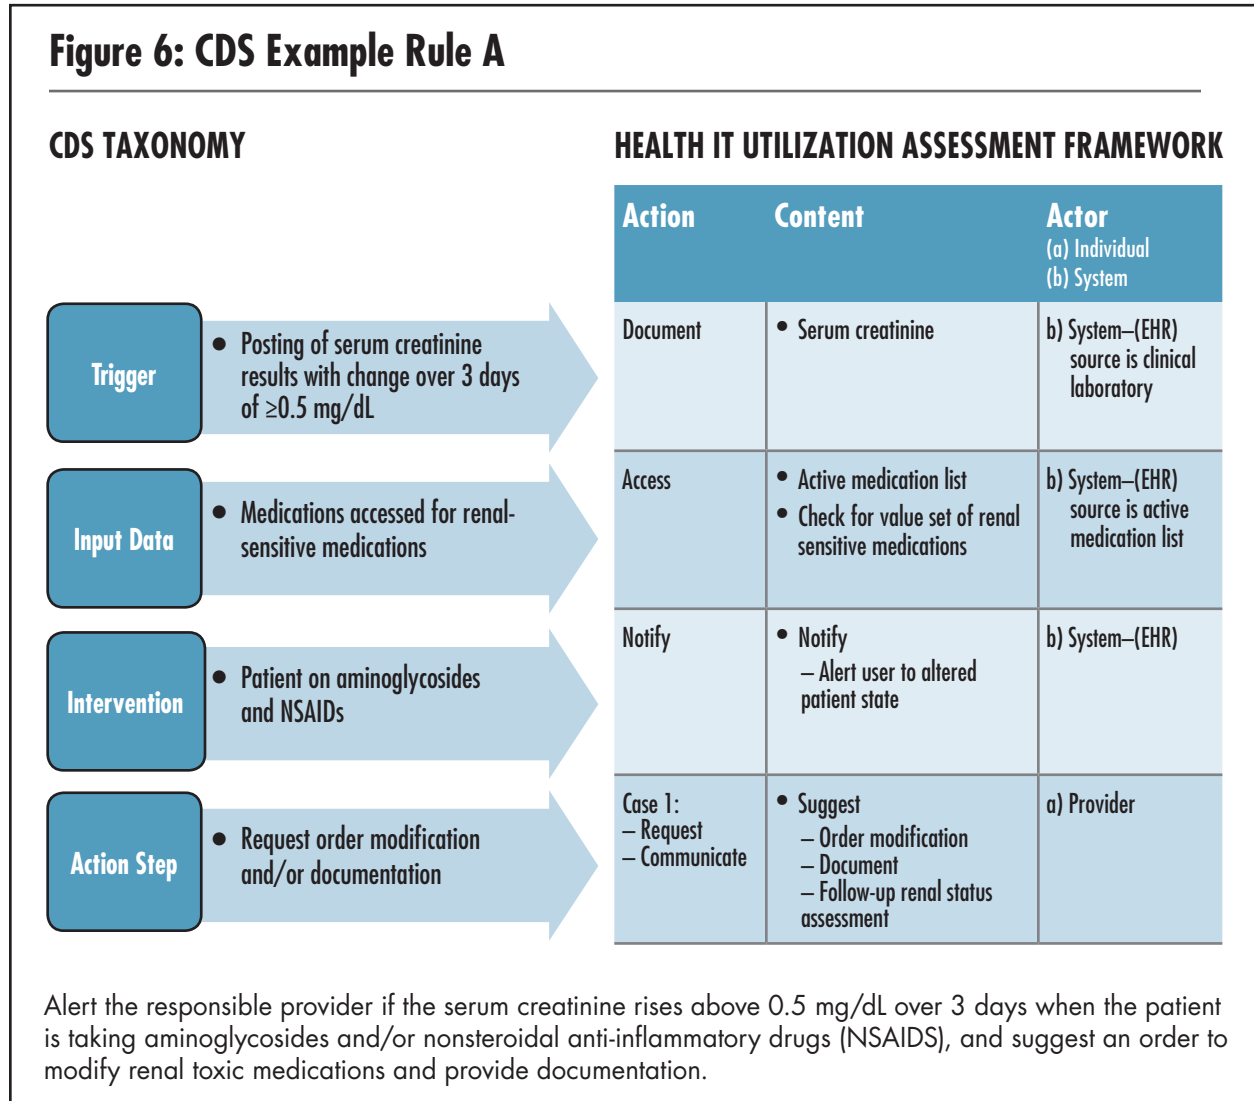 Figure 6: CDS Example Rule A
CDS TAXONOMY
HEALTH IT UTILIZATION ASSESSMENT FRAMEWORK
Action
Content
Actor
(a) Individual
(b) System
Trigger
• Posting of serum creatinine
results with change over 3 days
of ≥0.5 mg/dL
Document
• Serum creatinine
b) System–(EHR)
source is clinical
laboratory
Input Data
• Medications accessed for renal-
sensitive medications
Access
• Active medication list
• Check for value set of renal
sensitive medications
b) System–(EHR)
source is active
medication list
Intervention
• Patient on aminoglycosides
and NSAIDs
Notify
• Notify
– Alert user to altered
patient state
b) System–(EHR)
Action Step
• Request order modification
and/or documentation
Case 1:
– Request
– Communicate
• Suggest
– Order modification
– Document
– Follow-up renal status
assessment
a) Provider
Alert the responsible provider if the serum creatinine rises above 0.5 mg/dL over 3 days when the patient
is taking aminoglycosides and/or nonsteroidal anti-inflammatory drugs (NSAIDS), and suggest an order to
modify renal toxic medications and provide documentation.